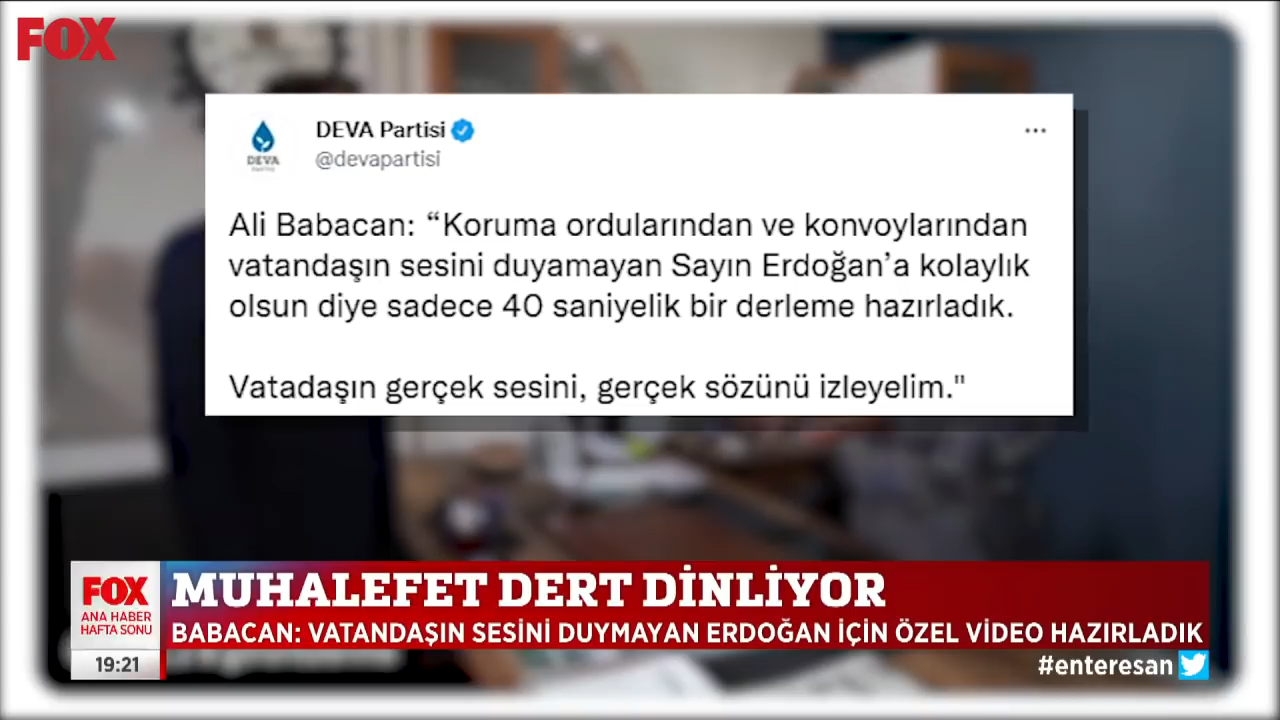 FOX
DEVA Partisi
@devapartisi
DEVA
Ali Babacan: “Koruma ordularından ve konvoylarından
vatandaşın sesini duyamayan Sayın Erdoğan’a kolaylık
olsun diye sadece 40 saniyelik bir derleme hazırladık.
Vatadaşın gerçek sesini, gerçek sözünü izleyelim."
FOX
ANA HABER
HAFTA SONU
MUHALEFET DERT DİNLİYOR
BABACAN: VATANDAŞIN SESİNİ DUYMAYAN ERDOĞAN İÇİN ÖZEL VİDEO HAZIRLADIK
19:21
#enteresan